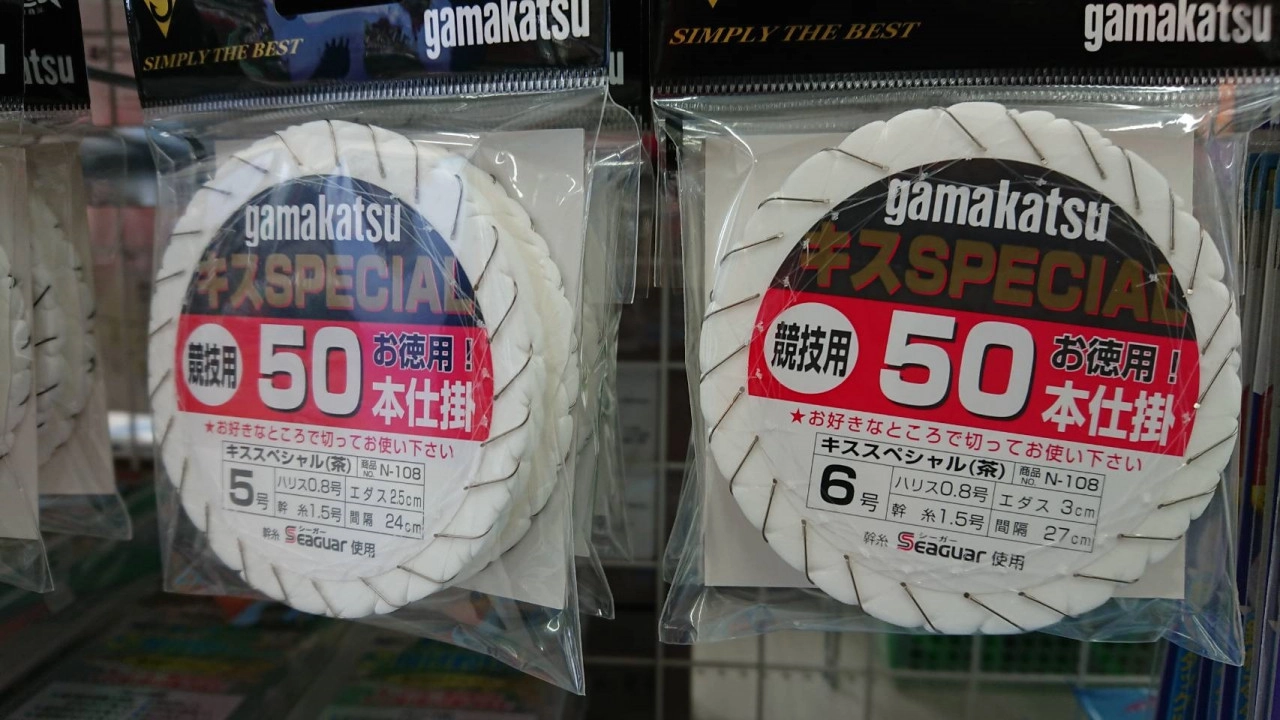 SIMPLY THE BEST
gamakatsu
gamakatsu
キスSPECIAL
競技用
50
お徳用！
本仕掛
★お好きなところで切ってお使い下さい
キススペシャル(茶) 商品NO. N-108
5号 ハリス0.8号 エダス2.5cm
幹 糸1.5号 間隔 24cm
幹糸 シーガー Seaguar 使用
SIMPLY THE BEST
gamakatsu
gamakatsu
キスSPECIAL
競技用
50
お徳用！
本仕掛
★お好きなところで切ってお使い下さい
キススペシャル(茶) 商品NO. N-108
6号 ハリス0.8号 エダス 3cm
幹 糸1.5号 間隔 27cm
幹糸 シーガー Seaguar 使用